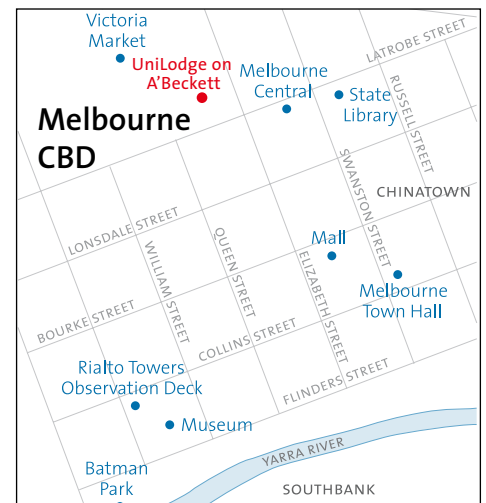 Victoria
Market
UniLodge on
A'Beckett
Melbourne
Central
LATROBE STREET
State
Library
RUSSELL STREET
Melbourne
CBD
SWANSTON STREET
CHINATOWN
LONSDALE STREET
WILLIAM STREET
QUEEN STREET
Mall
ELIZABETH STREET
Melbourne
Town Hall
BOURKE STREET
COLLINS STREET
Rialto Towers
Observation Deck
FLINDERS STREET
Museum
YARRA RIVER
Batman
Park
SOUTHBANK